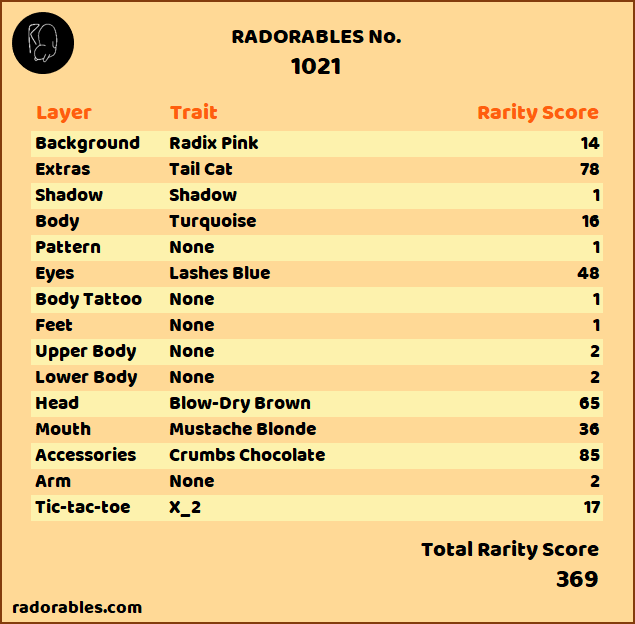 RADORABLES No.
1021
Layer Trait Rarity Score
Background Radix Pink 14
Extras Tail Cat 78
Shadow Shadow 1
Body Turquoise 16
Pattern None 1
Eyes Lashes Blue 48
Body Tattoo None 1
Feet None 1
Upper Body None 2
Lower Body None 2
Head Blow-Dry Brown 65
Mouth Mustache Blonde 36
Accessories Crumbs Chocolate 85
Arm None 2
Tic-tac-toe X_2 17
Total Rarity Score
369
radorables.com